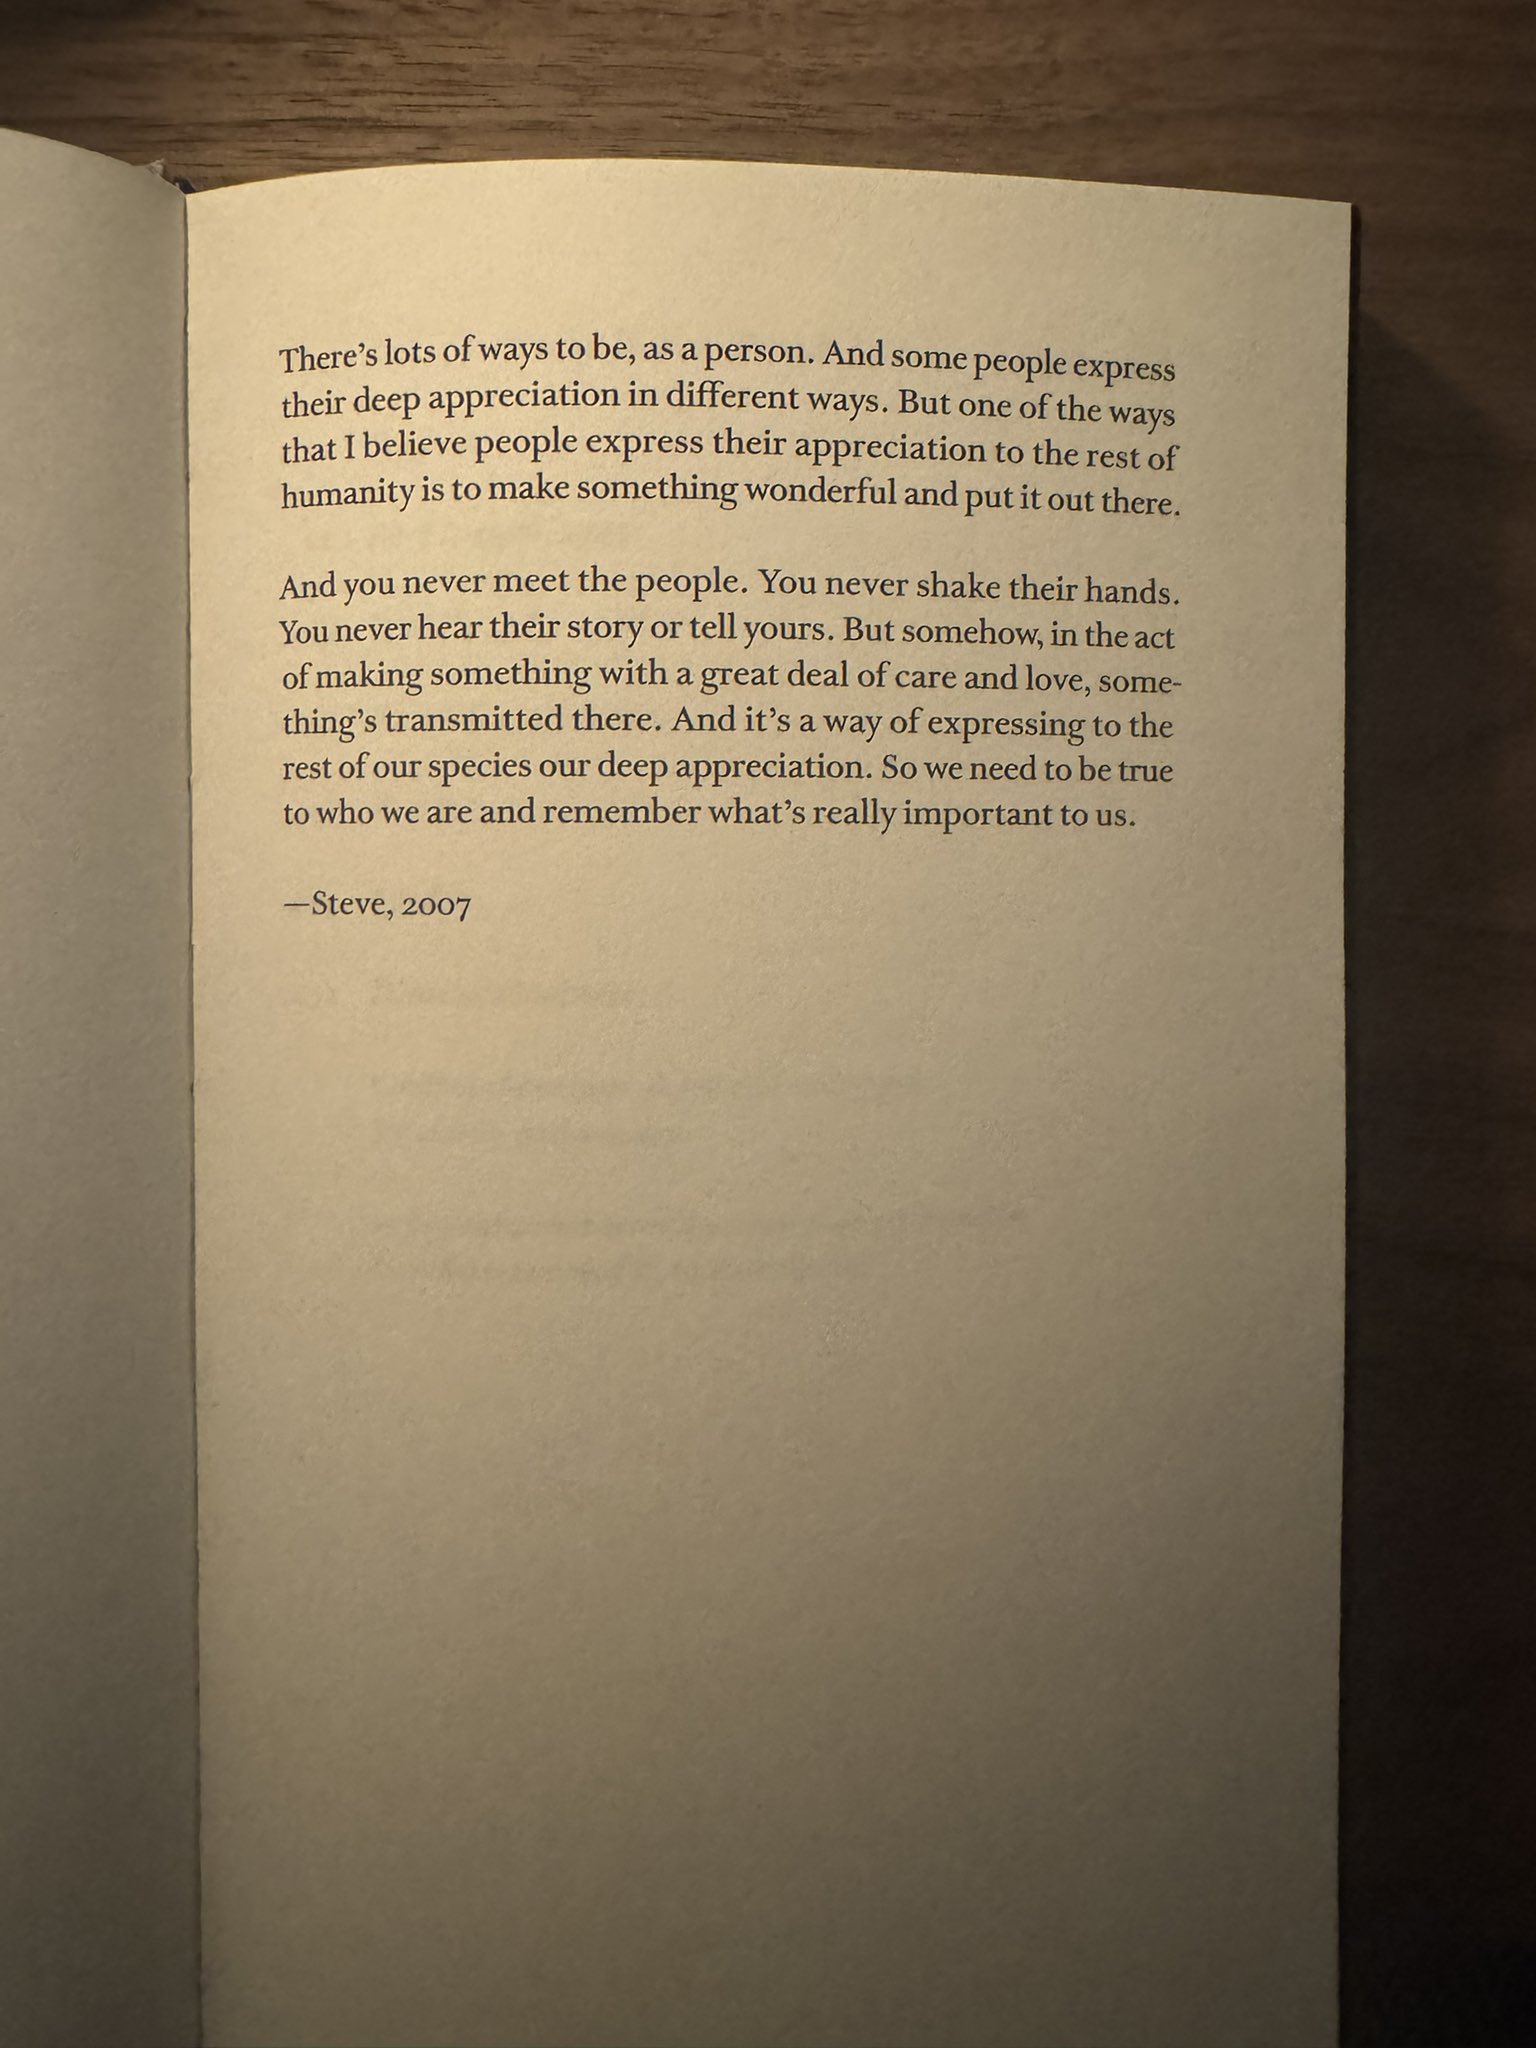 There's lots of ways to be, as a person. And some people express
their deep appreciation in different ways. But one of the ways
that I believe people express their appreciation to the rest of
humanity is to make something wonderful and put it out there.
And you never meet the people. You never shake their hands.
You never hear their story or tell yours. But somehow, in the act
of making something with a great deal of care and love, some-
thing's transmitted there. And it's a way of expressing to the
rest of our species our deep appreciation. So we need to be true
to who we are and remember what's really important to us.
—Steve, 2007